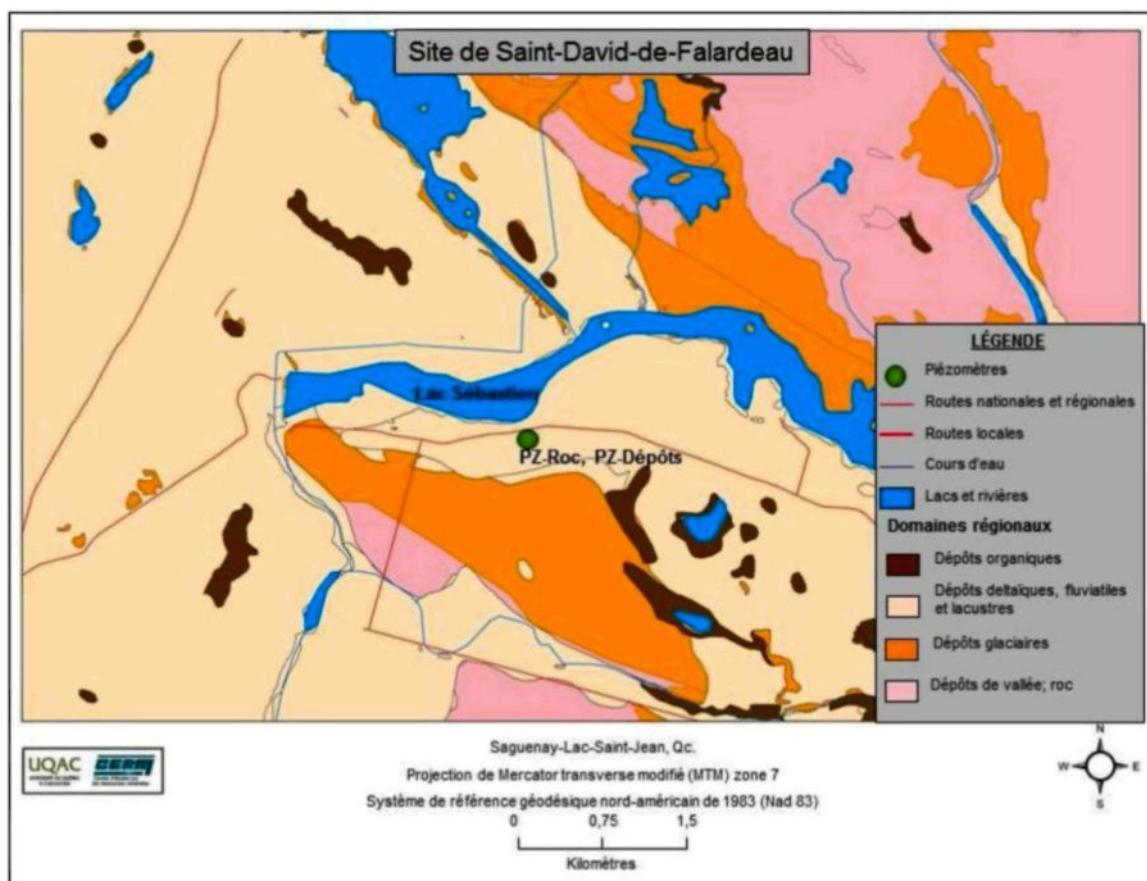 Site de Saint-David-de-Falardeau
Lac Sébastien
PZ-Roc, PZ-Dépôts
LÉGENDE
Piézomètres
Routes nationales et régionales
Routes locales
Cours d'eau
Lacs et rivières
Domaines régionaux
Dépôts organiques
Dépôts deltaïques, fluviatiles
et lacustres
Dépôts glaciaires
Dépôts de vallée; roc
N
W
E
S
UQAC
CERM
Saguenay-Lac-Saint-Jean, Qc.
Projection de Mercator transverse modifié (MTM) zone 7
Système de référence géodésique nord-américain de 1983 (Nad 83)
0 0,75 1,5
Kilomètres